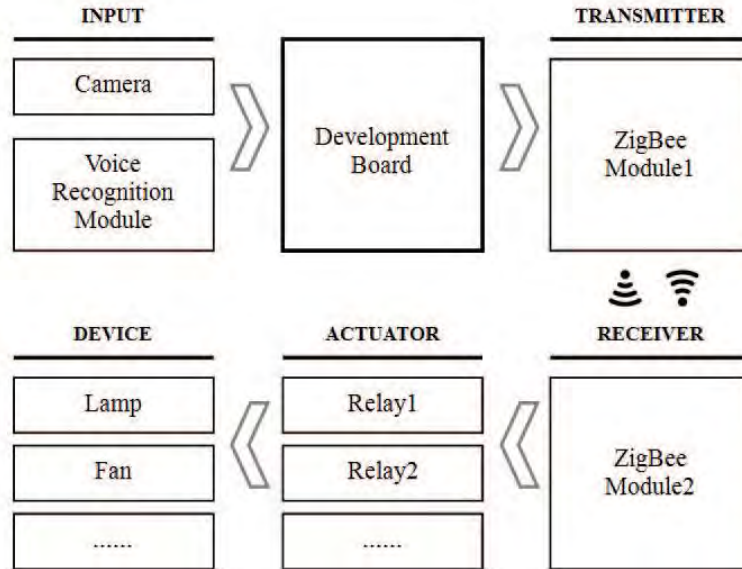 INPUT
Camera
Voice
Recognition
Module
Development
Board
TRANSMITTER
ZigBee
Module1
DEVICE
Lamp
Fan
......
ACTUATOR
Relay1
Relay2
......
RECEIVER
ZigBee
Module2